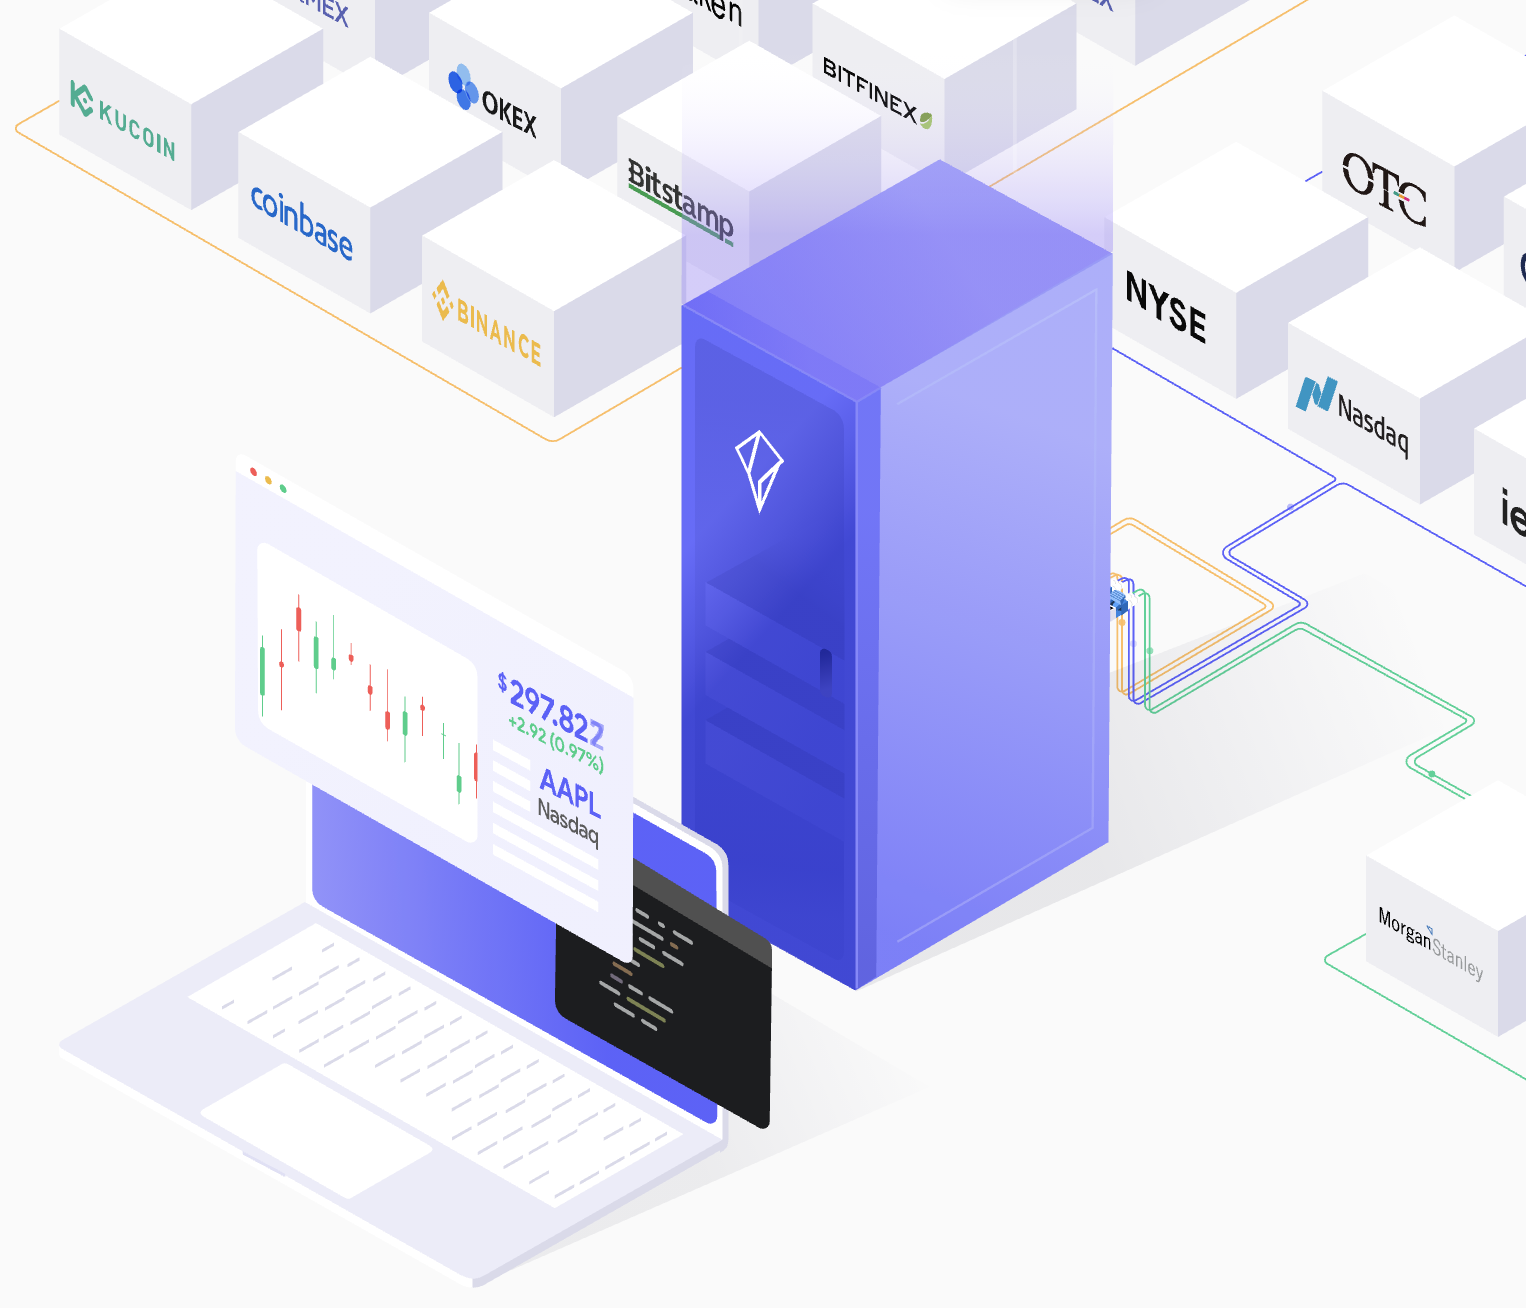 KUCOIN
OKEX
BITFINEX
coinbase
Bitstamp
BINANCE
OTC
NYSE
Nasdaq
$297.822
+2.92 (0.97%)
AAPL
Nasdaq
Morgan Stanley